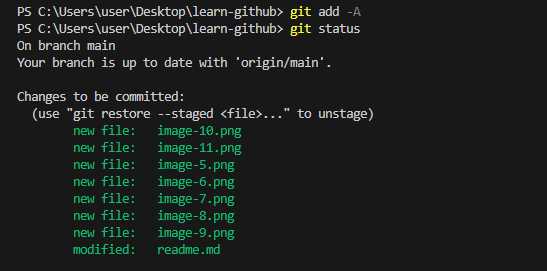 PS C:\Users\user\Desktop\learn-github> git add -A
PS C:\Users\user\Desktop\learn-github> git status
On branch main
Your branch is up to date with 'origin/main'.

Changes to be committed:
  (use "git restore --staged <file>..." to unstage)
        new file:   image-10.png
        new file:   image-11.png
        new file:   image-5.png
        new file:   image-6.png
        new file:   image-7.png
        new file:   image-8.png
        new file:   image-9.png
        modified:   readme.md